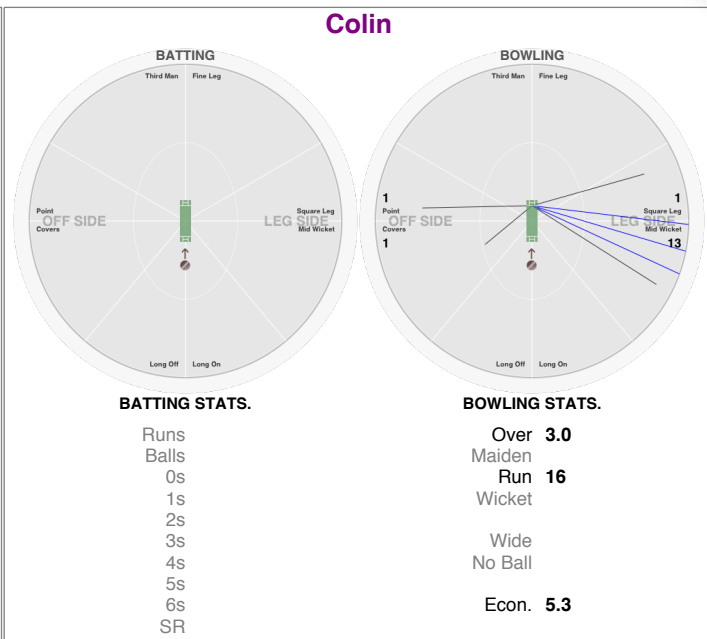 Colin
BATTING
Third Man Fine Leg
Point
OFF SIDE
Covers
Square Leg
LEG SIDE
Mid Wicket
Long Off Long On
BATTING STATS.
Runs
Balls
0s
1s
2s
3s
4s
5s
6s
SR
BOWLING
Third Man Fine Leg
1
Point
OFF SIDE
Covers
1
1
Square Leg
LEG SIDE
Mid Wicket
13
Long Off Long On
BOWLING STATS.
Over 3.0
Maiden
Run 16
Wicket
Wide
No Ball
Econ. 5.3